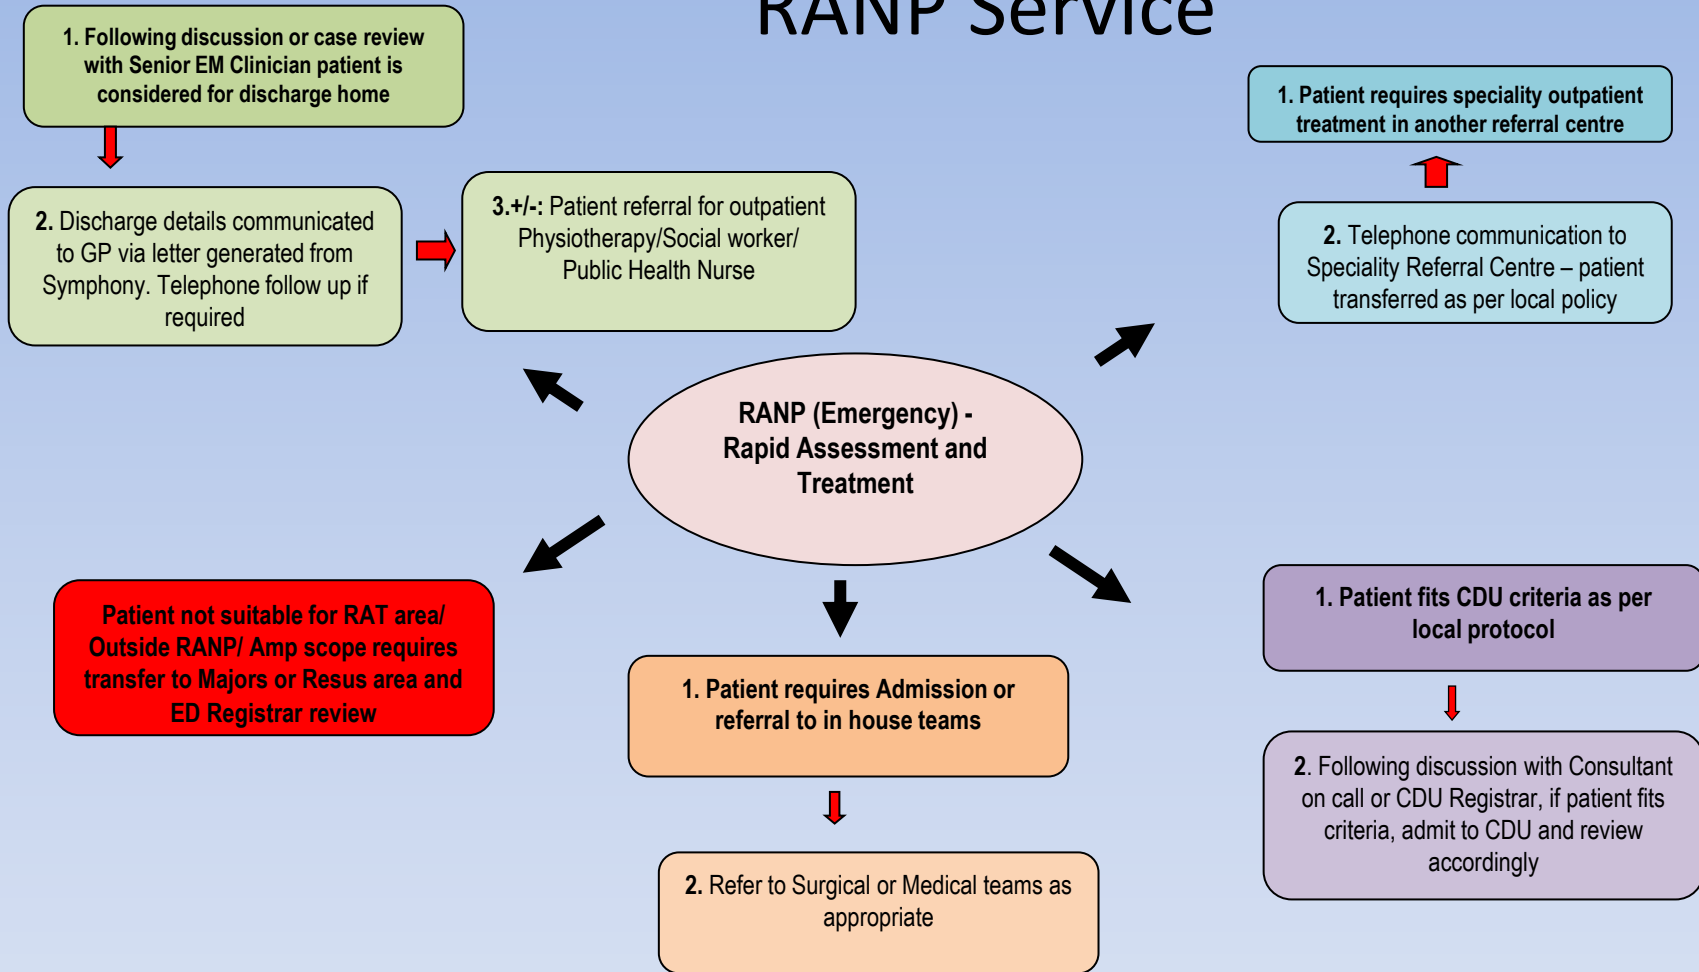 RANP Service
1. Following discussion or case review
with Senior EM Clinician patient is
considered for discharge home
2. Discharge details communicated
to GP via letter generated from
Symphony. Telephone follow up if
required
3.+/-: Patient referral for outpatient
Physiotherapy/Social worker/
Public Health Nurse
1. Patient requires speciality outpatient
treatment in another referral centre
2. Telephone communication to
Speciality Referral Centre – patient
transferred as per local policy
RANP (Emergency) -
Rapid Assessment and
Treatment
Patient not suitable for RAT area/
Outside RANP/ Amp scope requires
transfer to Majors or Resus area and
ED Registrar review
1. Patient requires Admission or
referral to in house teams
2. Refer to Surgical or Medical teams as
appropriate
1. Patient fits CDU criteria as per
local protocol
2. Following discussion with Consultant
on call or CDU Registrar, if patient fits
criteria, admit to CDU and review
accordingly